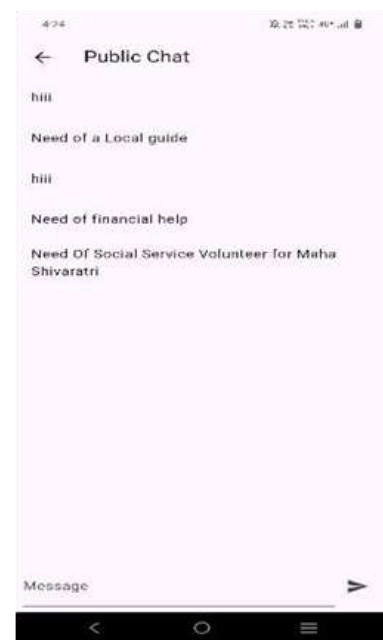 4:24
Public Chat
hiii
Need of a Local guide
hiii
Need of financial help
Need Of Social Service Volunteer for Maha
Shivaratri
Message